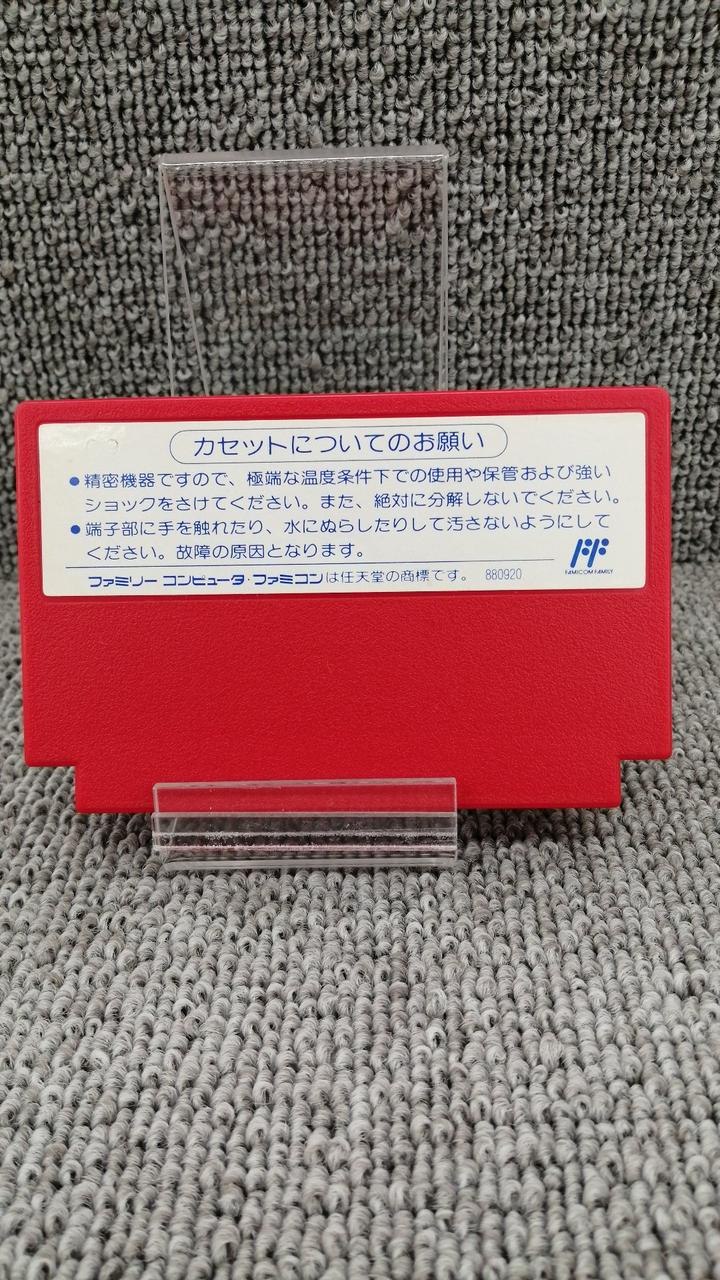 カセットについてのお願い
●精密機器ですので、極端な温度条件下での使用や保管および強い
ショックをさけてください。また、絶対に分解しないでください。
●端子部に手を触れたり、水にぬらしたりして汚さないようにして
ください。故障の原因となります。
FAMICOM FAMILY
ファミリー コンピュータ・ファミコンは任天堂の商標です。 880920